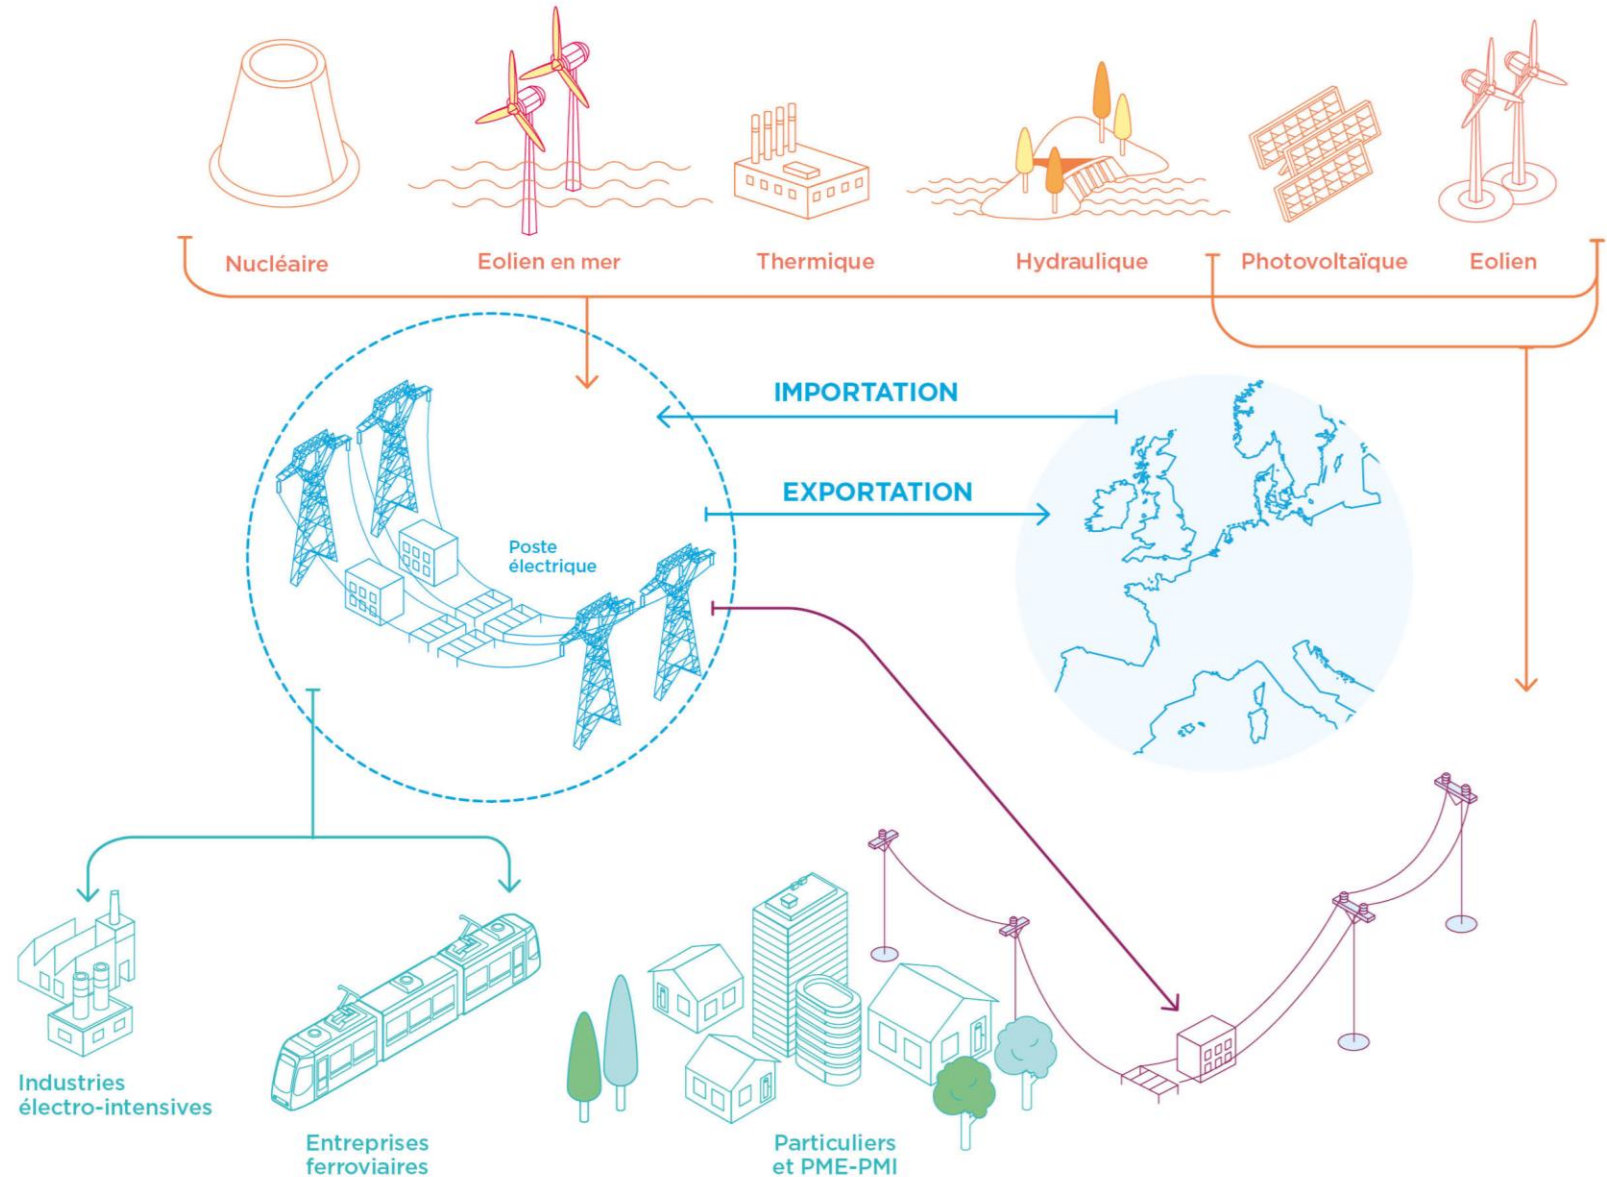 Nucléaire
Eolien en mer
Thermique
Hydraulique
Photovoltaïque
Eolien
IMPORTATION
EXPORTATION
Poste
électrique
Industries
électro-intensives
Entreprises
ferroviaires
Particuliers
et PME-PMI